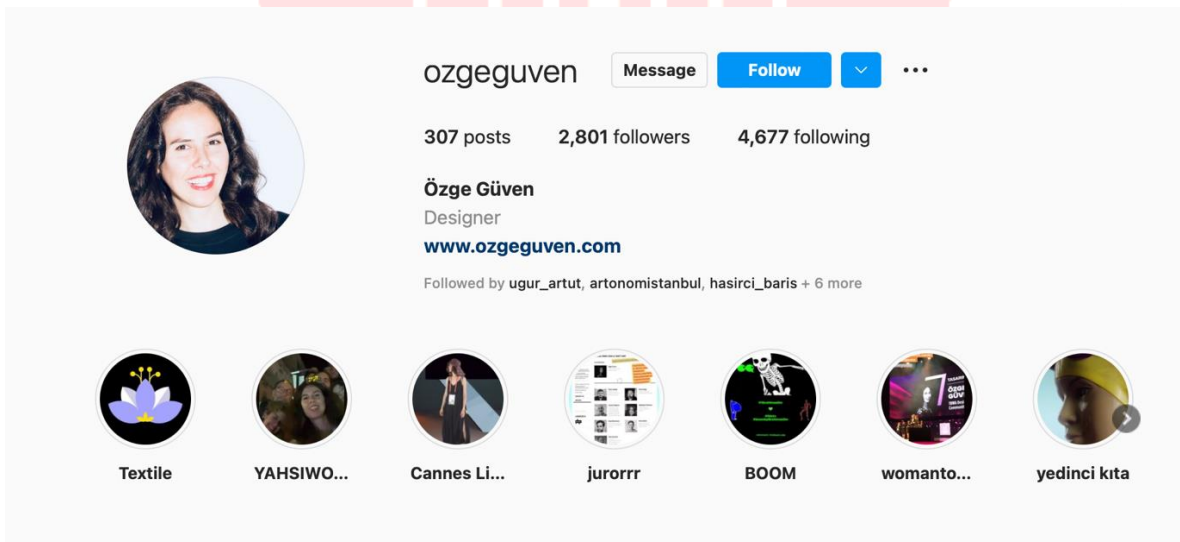 ozgeguven Message Follow
307 posts 2,801 followers 4,677 following
Özge Güven
Designer
www.ozgeguven.com
Followed by ugur_artut, artonomistanbul, hasirci_baris + 6 more
Textile YAHSIWO... Cannes Li... jurorrr BOOM womanto... yedinci kıta